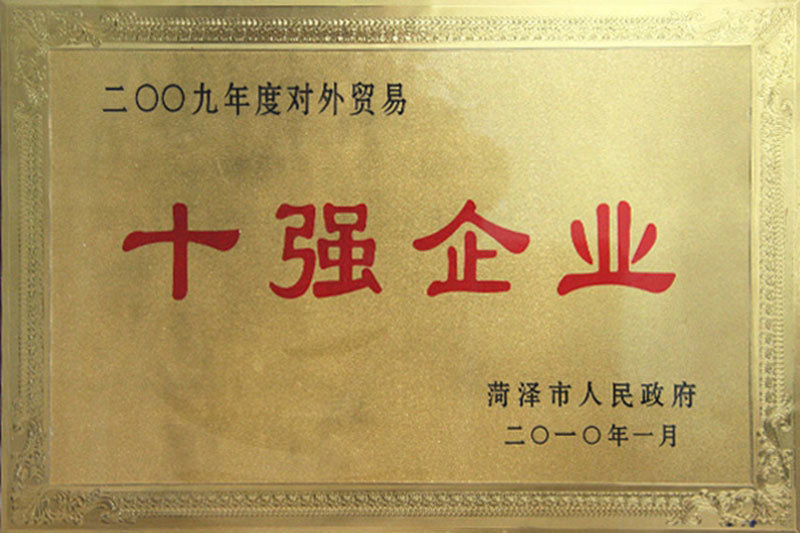 二〇〇九年度对外贸易
十强企业
菏泽市人民政府
二〇一〇年一月